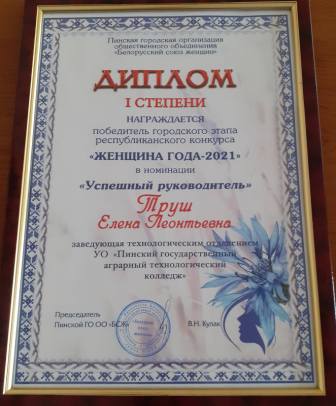 Пинская городская организация
общественного объединения
«Белорусский союз женщин»
ДИПЛОМ
I СТЕПЕНИ
НАГРАЖДАЕТСЯ
победитель городского этапа
республиканского конкурса
«ЖЕНЩИНА ГОДА-2021»
в номинации
«Успешный руководитель»
Труш
Елена Леонтьевна
заведующая технологическим отделением
УО «Пинский государственный
аграрный технологический
колледж»
Председатель
Пинской ГО ОО «БСЖ»
В.Н. Кулак